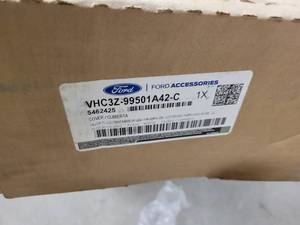 Ford
FORD ACCESSORIES
VHC3Z-99501A42-C
5462425
1X
COVER / CUBIERTA